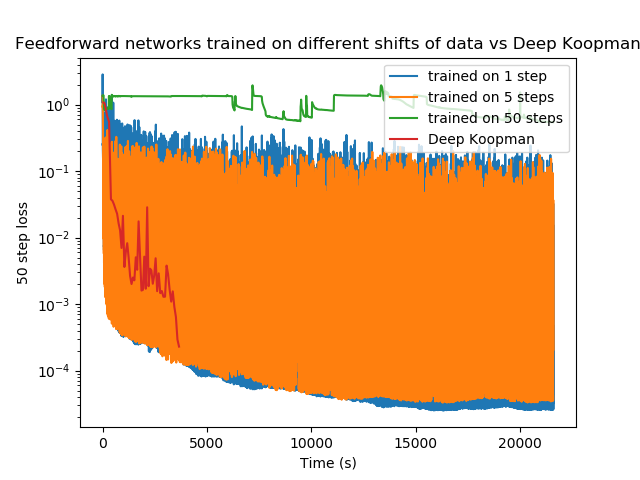 Feedforward networks trained on different shifts of data vs Deep Koopman
trained on 1 step
trained on 5 steps
trained on 50 steps
Deep Koopman
50 step loss
10⁰
10⁻¹
10⁻²
10⁻³
10⁻⁴
0 5000 10000 15000 20000
Time (s)